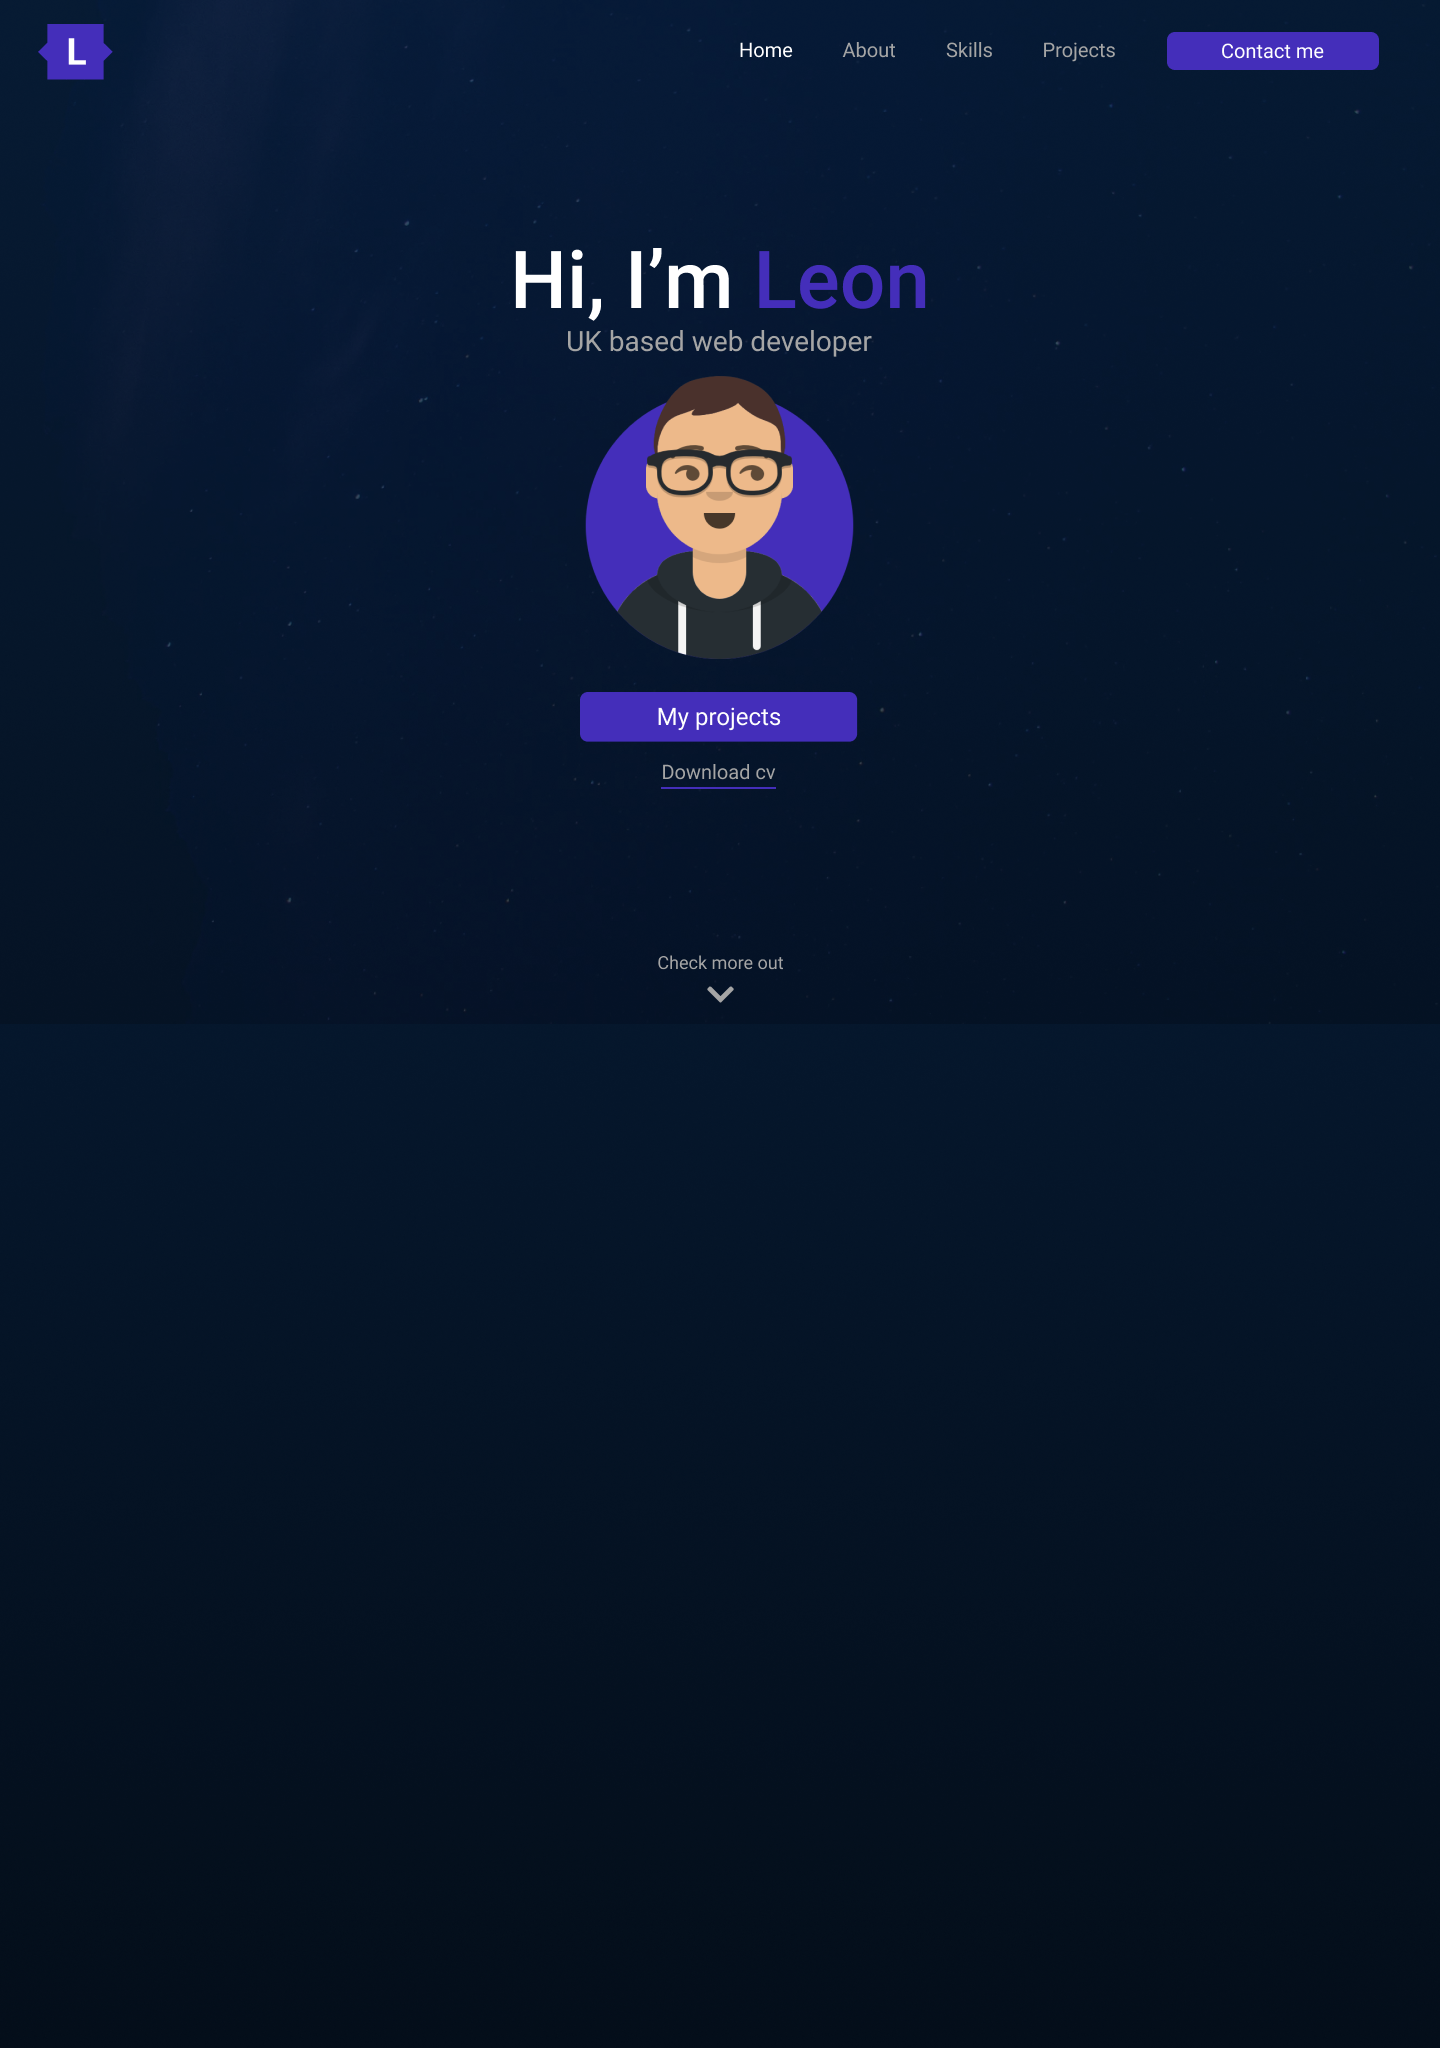 L
Home About Skills Projects Contact me
Hi, I’m Leon
UK based web developer
My projects
Download cv
Check more out